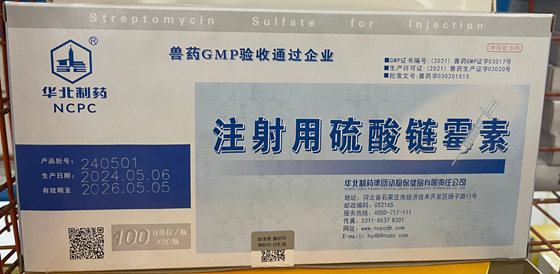 Streptomycin Sulfate for Injection
兽药GMP验收通过企业
兽用处方药
■GMP证书编号:(2021)兽药GMP证字03017号
■生产许可证:(2021)兽药生产证字03020号
■批准文号:兽药字030201515
R
华北制药
NCPC
注射用硫酸链霉素
产品批号: 240501
生产日期: 2024.05.06
有效期至 2026.05.05
华北制药集团动物保健品有限责任公司
地址:河北省石家庄市经济技术开发区扬子路11号
邮政编码:052165
服务热线:4000-717-111
传真:0311-8537 8301
网址:www.ncpcdb.com
E-mail:hydb@ncpc.com
100万单位/瓶
X50瓶